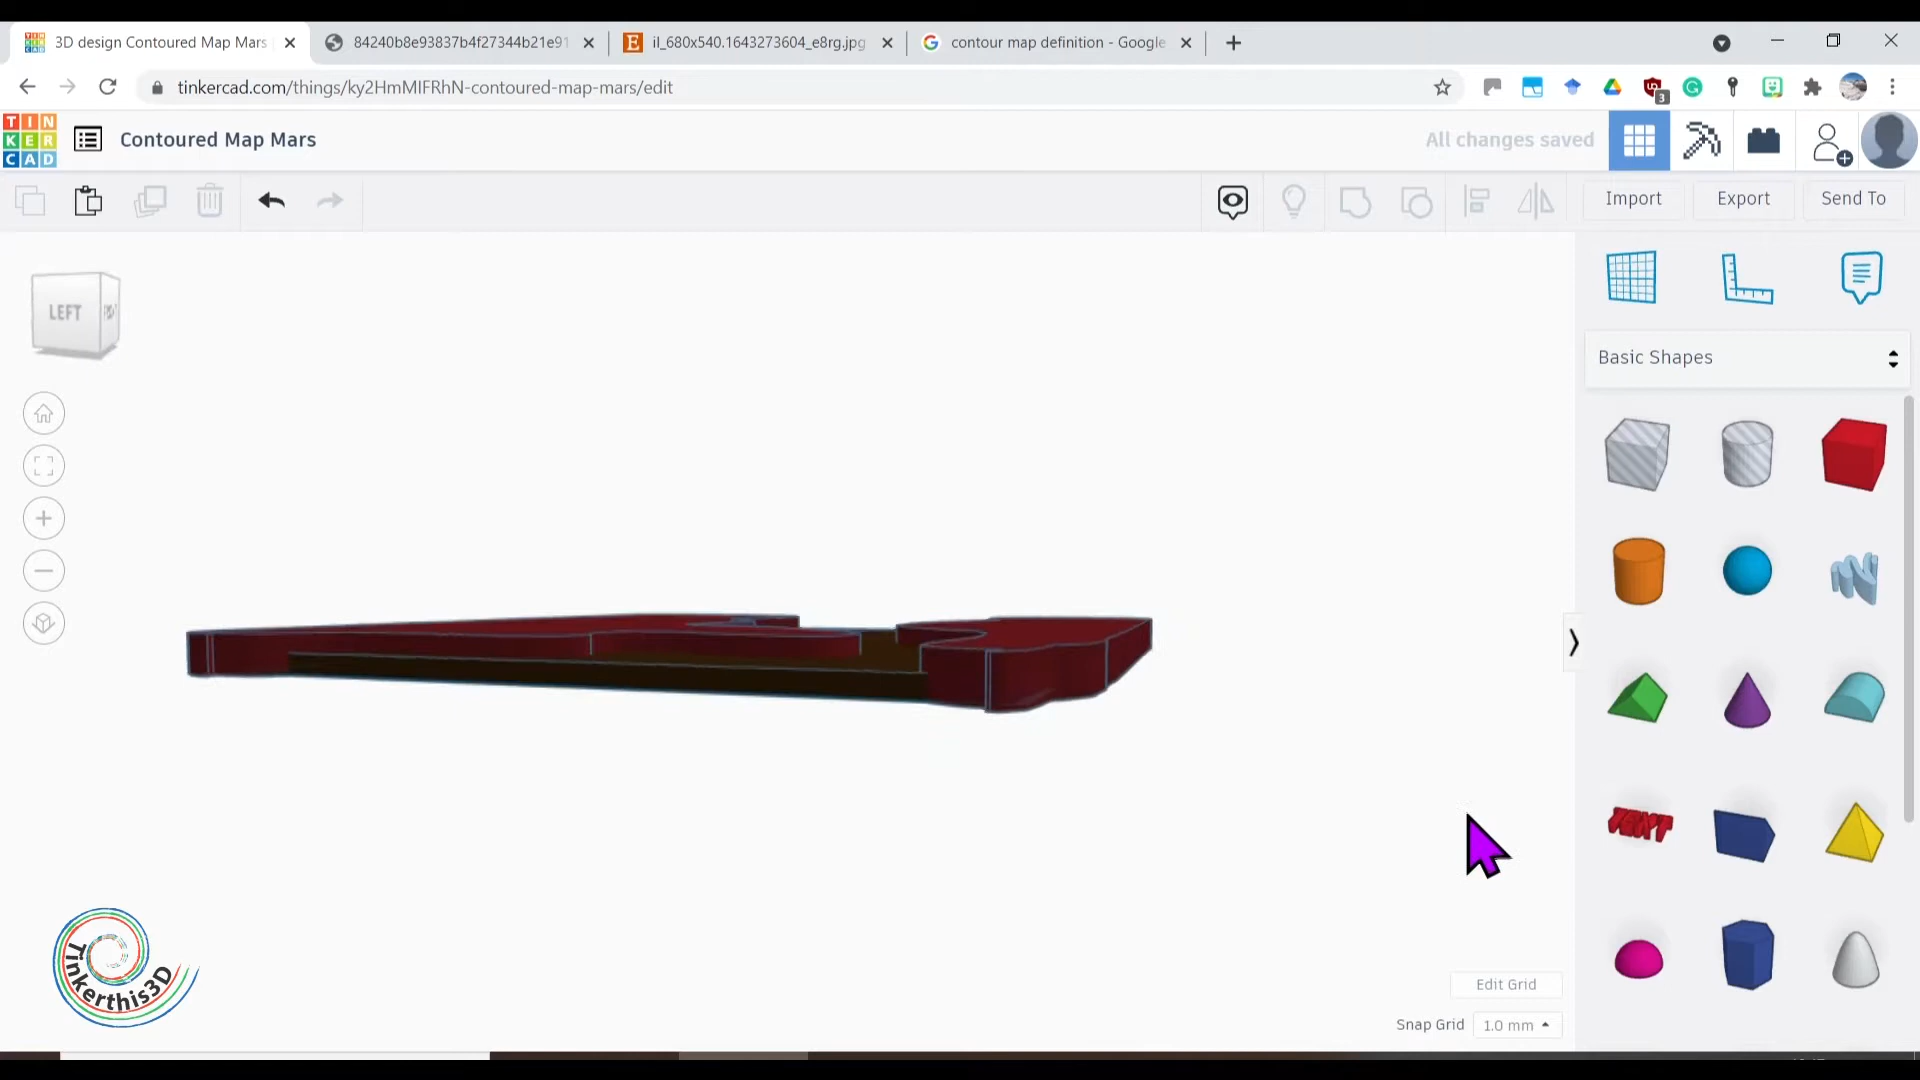 3D design Contoured Map Mars
84240b8e93837b4f27344b21e91
il_680x540.1643273604_e8rg.jpg
contour map definition - Google
tinkercad.com/things/ky2HmMIFRhN-contoured-map-mars/edit
3
TIN
KER
CAD
Contoured Map Mars
All changes saved
Import
Export
Send To
LEFT
Basic Shapes
TEXT
Tinkerthis3D
Edit Grid
Snap Grid 1.0 mm